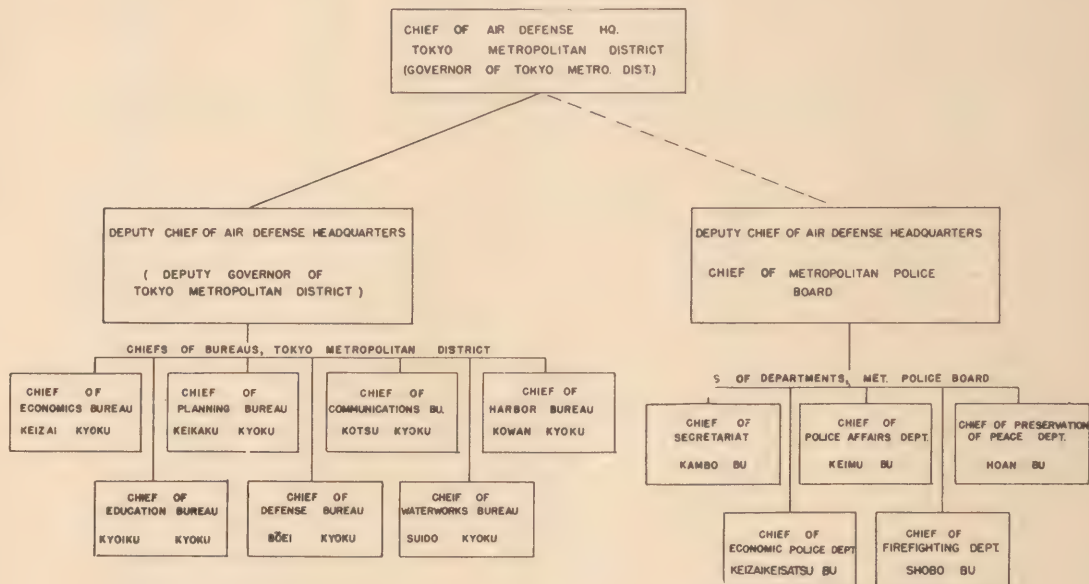 CHIEF OF AIR DEFENSE HQ.
TOKYO METROPOLITAN DISTRICT
(GOVERNOR OF TOKYO METRO. DIST.)
DEPUTY CHIEF OF AIR DEFENSE HEADQUARTERS
( DEPUTY GOVERNOR OF
TOKYO METROPOLITAN DISTRICT )
DEPUTY CHIEF OF AIR DEFENSE HEADQUARTERS
CHIEF OF METROPOLITAN POLICE
BOARD
CHIEFS OF BUREAUS, TOKYO METROPOLITAN DISTRICT
CHIEF OF
ECONOMICS BUREAU
KEIZAI KYOKU
CHIEF OF
PLANNING BUREAU
KEIKAKU KYOKU
CHIEF OF
COMMUNICATIONS BU.
KOTSU KYOKU
CHIEF OF
HARBOR BUREAU
KOWAN KYOKU
CHIEF OF
EDUCATION BUREAU
KYOIKU KYOKU
CHIEF OF
DEFENSE BUREAU
BŌEI KYOKU
CHEIF OF
WATERWORKS BUREAU
SUIDO KYOKU
S OF DEPARTMENTS, MET. POLICE BOARD
CHIEF OF
SECRETARIAT
KAMBO BU
CHIEF OF
POLICE AFFAIRS DEPT.
KEIMU BU
CHIEF OF PRESERVATION
OF PEACE DEPT.
HOAN BU
CHIEF OF
ECONOMIC POLICE DEPT
KEIZAIKEISATSU BU
CHIEF OF
FIREFIGHTING DEPT.
SHOBO BU